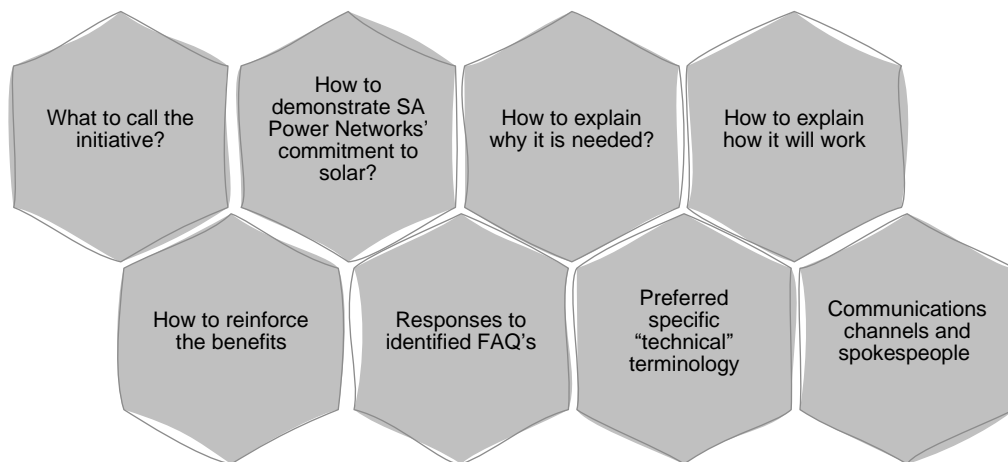 What to call the
initiative?
How to
demonstrate SA
Power Networks’
commitment to
solar?
How to explain
why it is needed?
How to explain
how it will work
How to reinforce
the benefits
Responses to
identified FAQ’s
Preferred
specific
“technical”
terminology
Communications
channels and
spokespeople